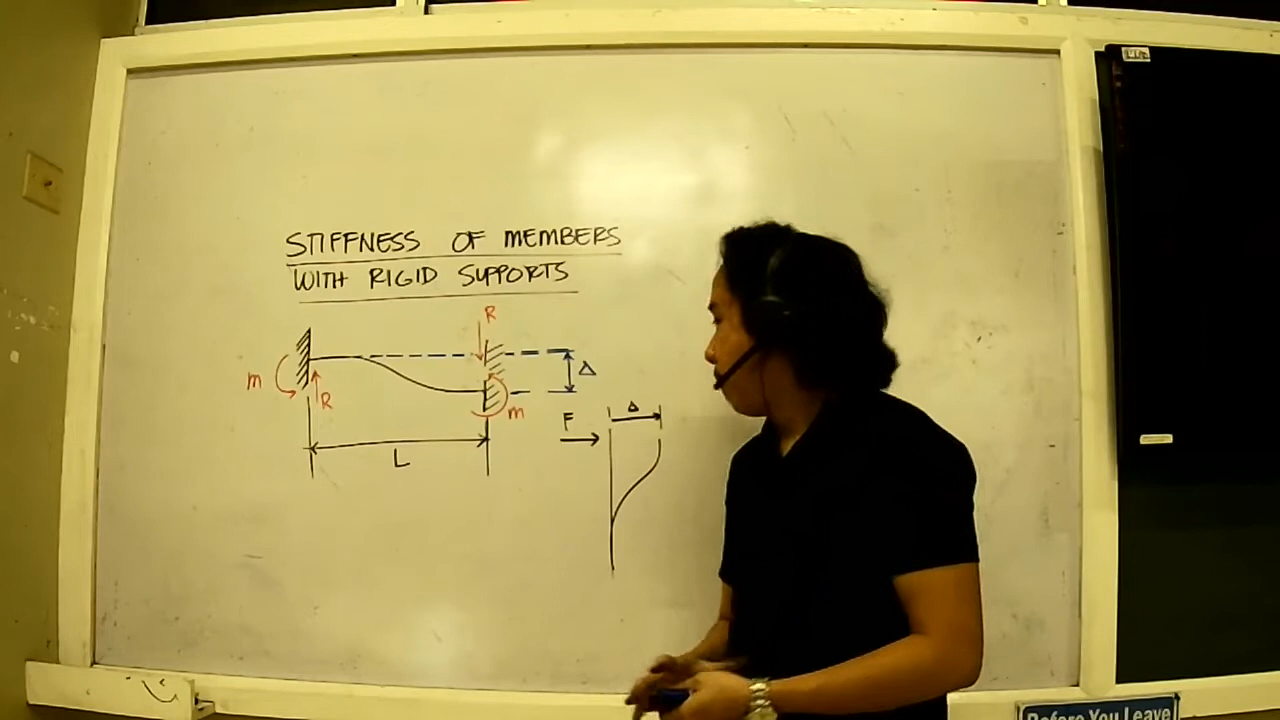 STIFFNESS OF MEMBERS
WITH RIGID SUPPORTS
R
m
R
Δ
m
L
F
Δ
Before You Leave